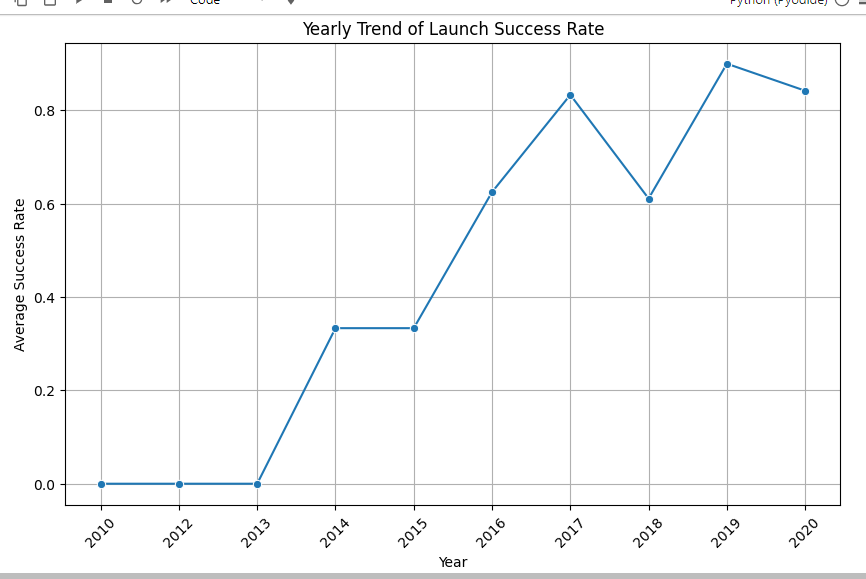 Code
Python (Pyodide)
Yearly Trend of Launch Success Rate
Average Success Rate
0.8
0.6
0.4
0.2
0.0
2010 2012 2013 2014 2015 2016 2017 2018 2019 2020
Year